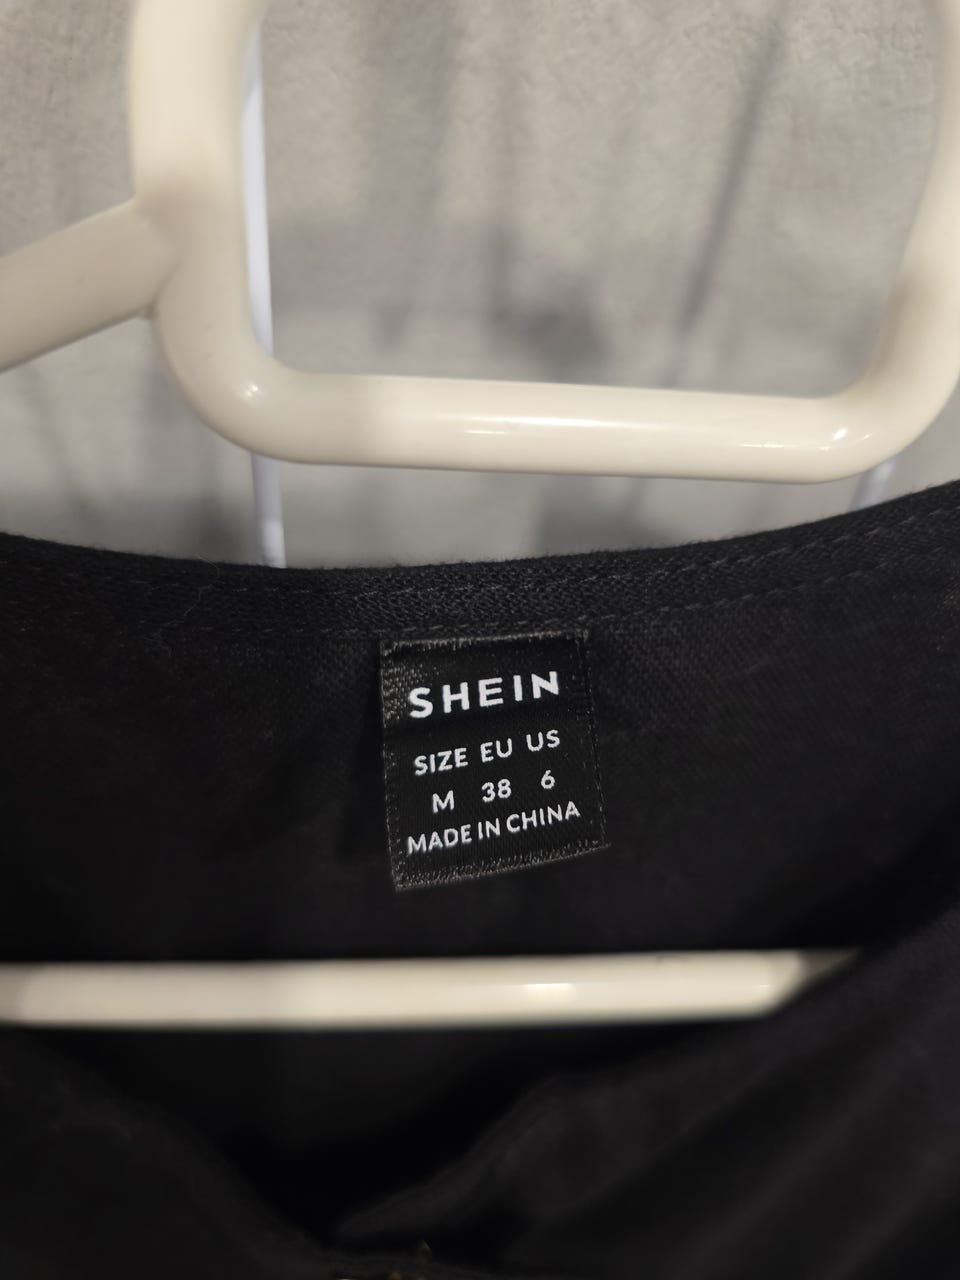 SHEIN
SIZE EU US
M 38 6
MADE IN CHINA